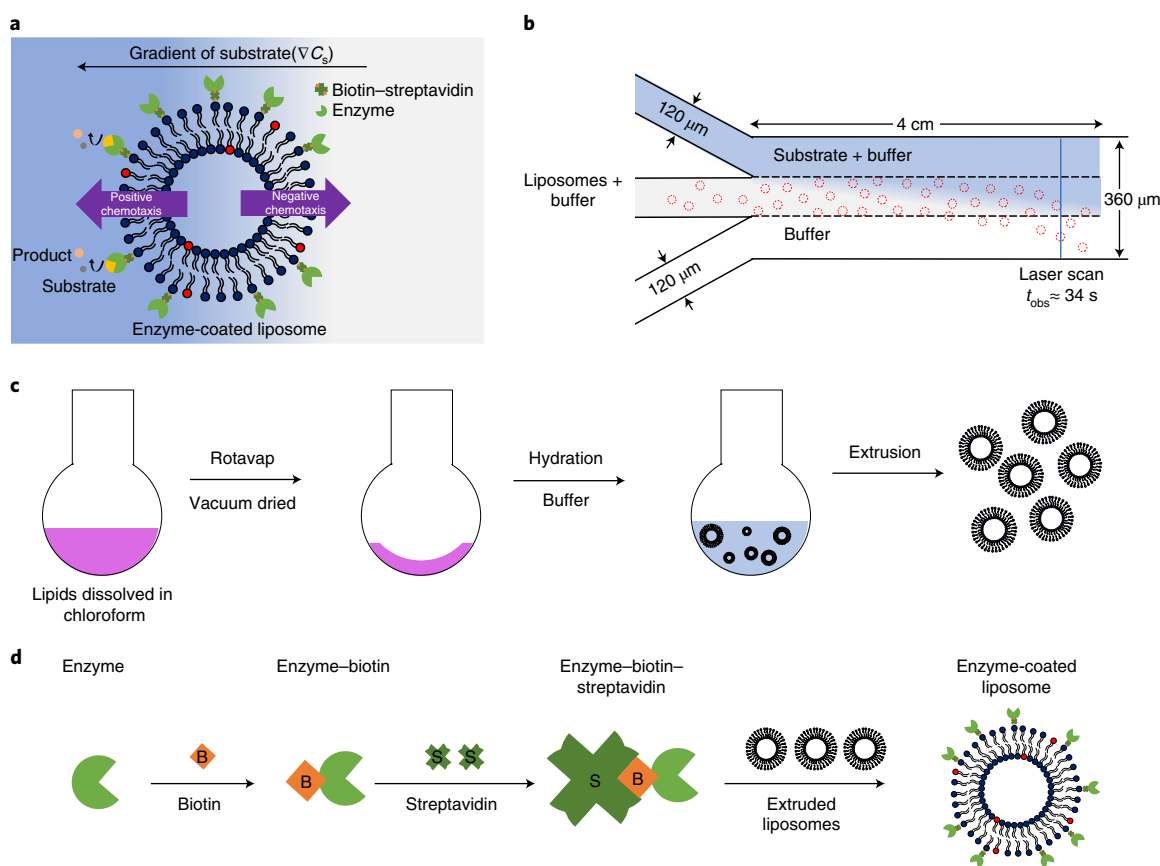 a
Gradient of substrate(∇Cs)
Biotin–streptavidin
Enzyme
Positive
chemotaxis
Negative
chemotaxis
Product
Substrate
Enzyme-coated liposome
b
120 μm
4 cm
Substrate + buffer
Liposomes +
buffer
360 μm
Buffer
120 μm
Laser scan
tobs ≈ 34 s
c
Rotavap
Vacuum dried
Hydration
Buffer
Extrusion
Lipids dissolved in
chloroform
d
Enzyme
Enzyme–biotin
Enzyme–biotin–
streptavidin
Enzyme-coated
liposome
B
Biotin
B
S S
Streptavidin
S B
Extruded
liposomes